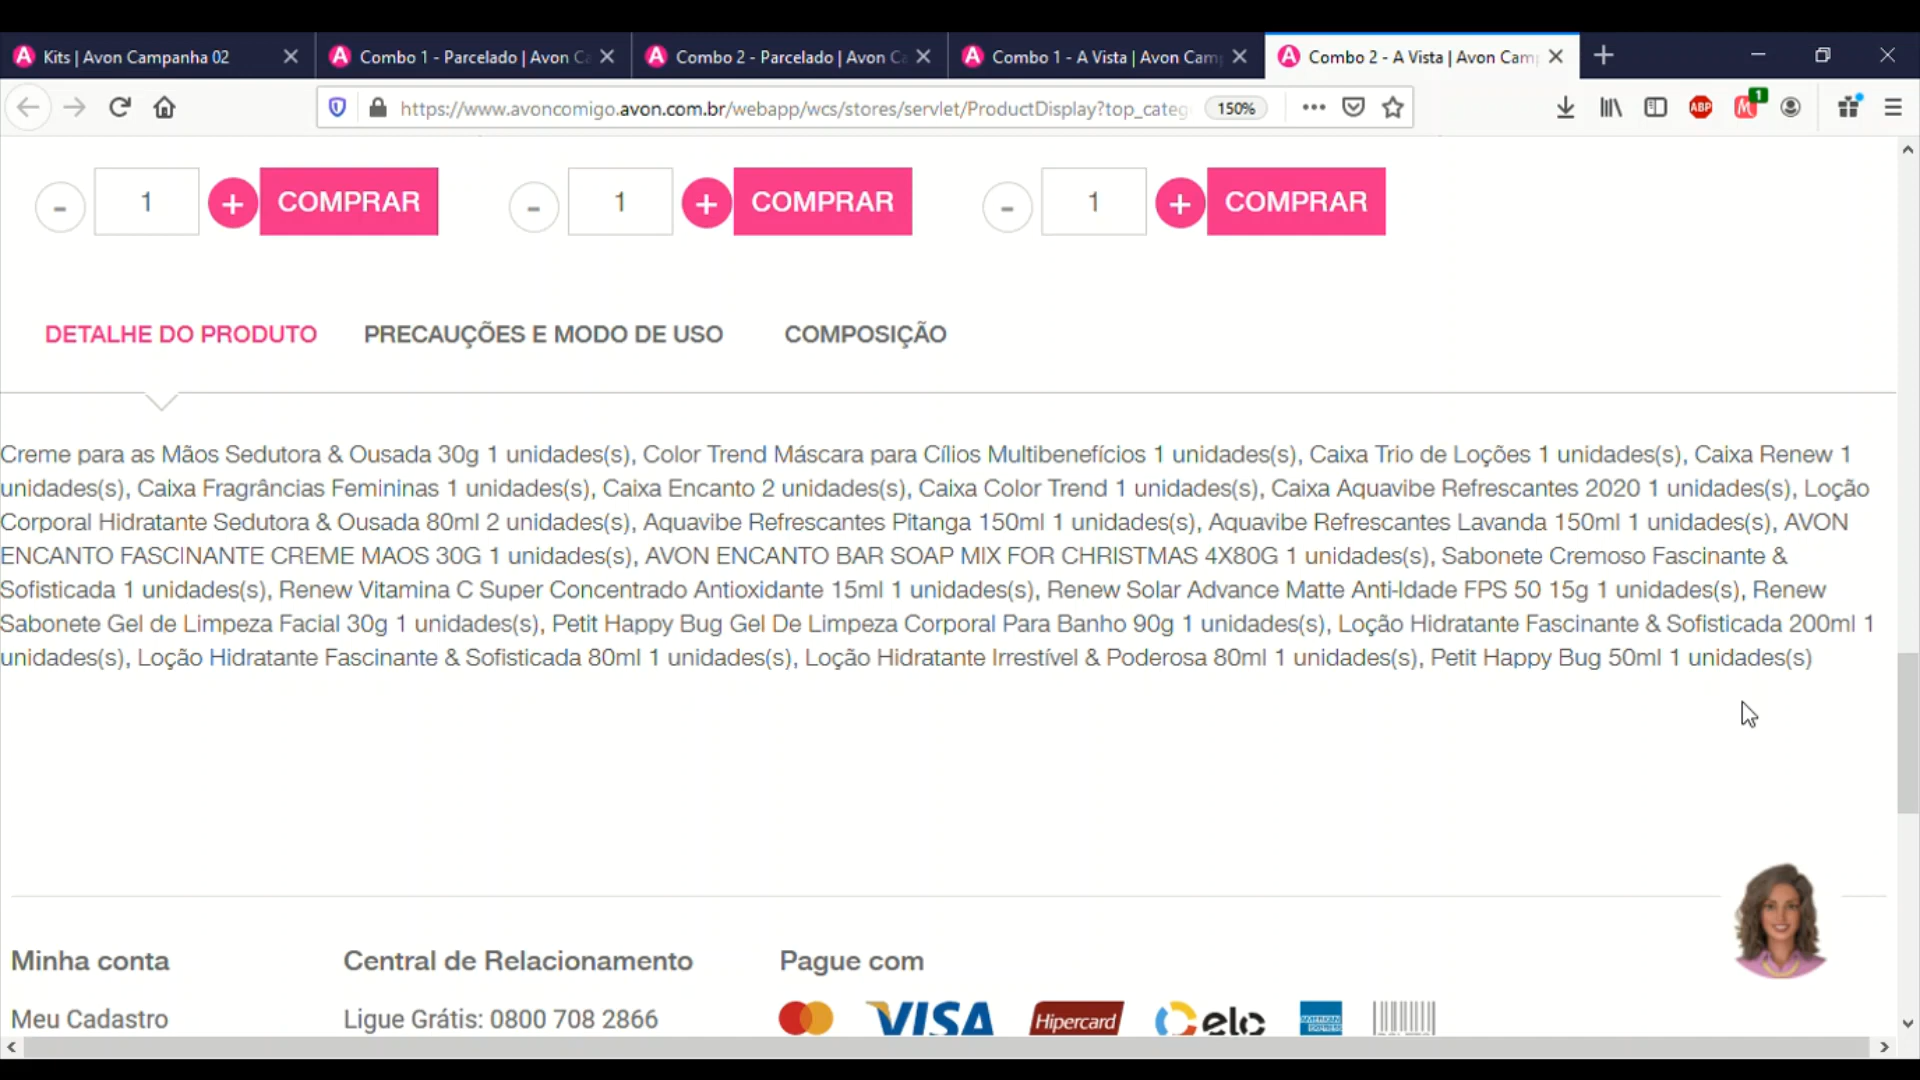 Kits | Avon Campanha 02
Combo 1 - Parcelado | Avon Ca
Combo 2 - Parcelado | Avon Ca
Combo 1 - A Vista | Avon Camp
Combo 2 - A Vista | Avon Cam
https://www.avoncomigo.avon.com.br/webapp/wcs/stores/servlet/ProductDisplay?top_categ
150%
ABP
M
1
- 1 + COMPRAR
- 1 + COMPRAR
- 1 + COMPRAR
DETALHE DO PRODUTO
PRECAUÇÕES E MODO DE USO
COMPOSIÇÃO
Creme para as Mãos Sedutora & Ousada 30g 1 unidades(s), Color Trend Máscara para Cílios Multibenefícios 1 unidades(s), Caixa Trio de Loções 1 unidades(s), Caixa Renew 1
unidades(s), Caixa Fragrâncias Femininas 1 unidades(s), Caixa Encanto 2 unidades(s), Caixa Color Trend 1 unidades(s), Caixa Aquavibe Refrescantes 2020 1 unidades(s), Loção
Corporal Hidratante Sedutora & Ousada 80ml 2 unidades(s), Aquavibe Refrescantes Pitanga 150ml 1 unidades(s), Aquavibe Refrescantes Lavanda 150ml 1 unidades(s), AVON
ENCANTO FASCINANTE CREME MAOS 30G 1 unidades(s), AVON ENCANTO BAR SOAP MIX FOR CHRISTMAS 4X80G 1 unidades(s), Sabonete Cremoso Fascinante &
Sofisticada 1 unidades(s), Renew Vitamina C Super Concentrado Antioxidante 15ml 1 unidades(s), Renew Solar Advance Matte Anti-Idade FPS 50 15g 1 unidades(s), Renew
Sabonete Gel de Limpeza Facial 30g 1 unidades(s), Petit Happy Bug Gel De Limpeza Corporal Para Banho 90g 1 unidades(s), Loção Hidratante Fascinante & Sofisticada 200ml 1
unidades(s), Loção Hidratante Fascinante & Sofisticada 80ml 1 unidades(s), Loção Hidratante Irrestível & Poderosa 80ml 1 unidades(s), Petit Happy Bug 50ml 1 unidades(s)
Minha conta
Central de Relacionamento
Pague com
Meu Cadastro
Ligue Grátis: 0800 708 2866
VISA
Hipercard
elo
AMERICAN EXPRESS